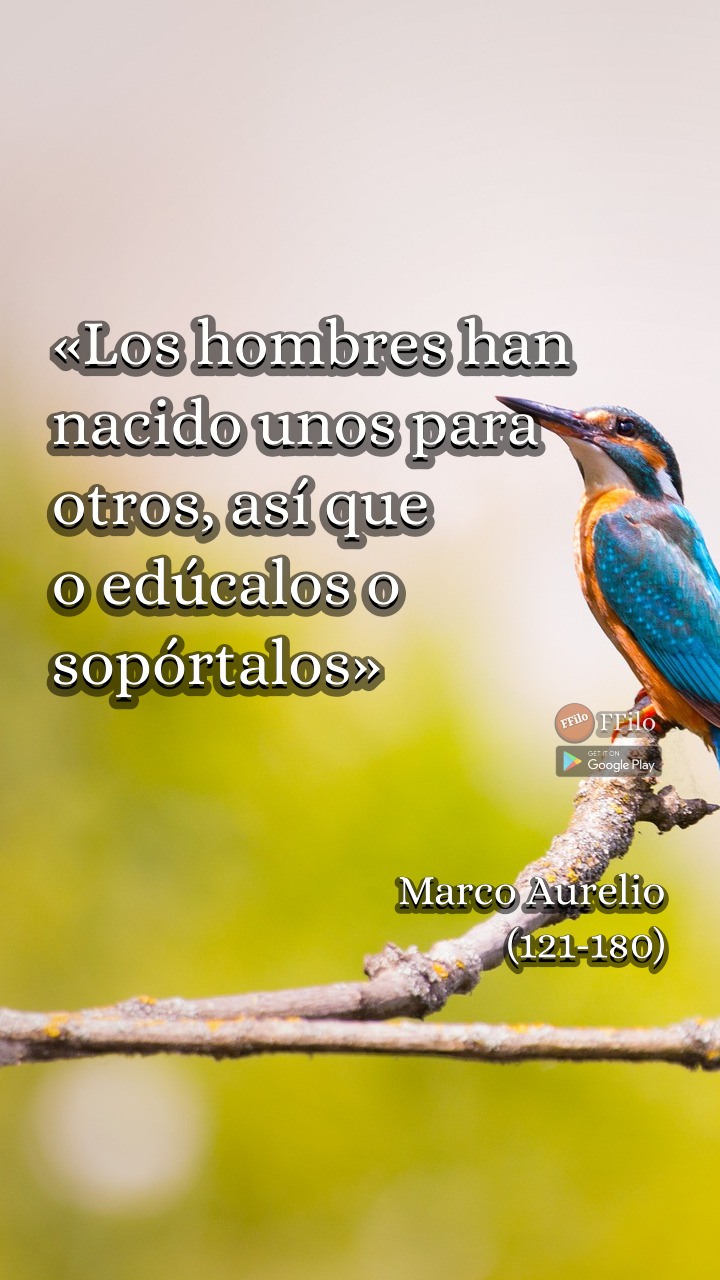 «Los hombres han
nacido unos para
otros, así que
o edúcalos o
sopórtalos»
FFilo FFilo
GET IT ON
Google Play
Marco Aurelio
(121-180)